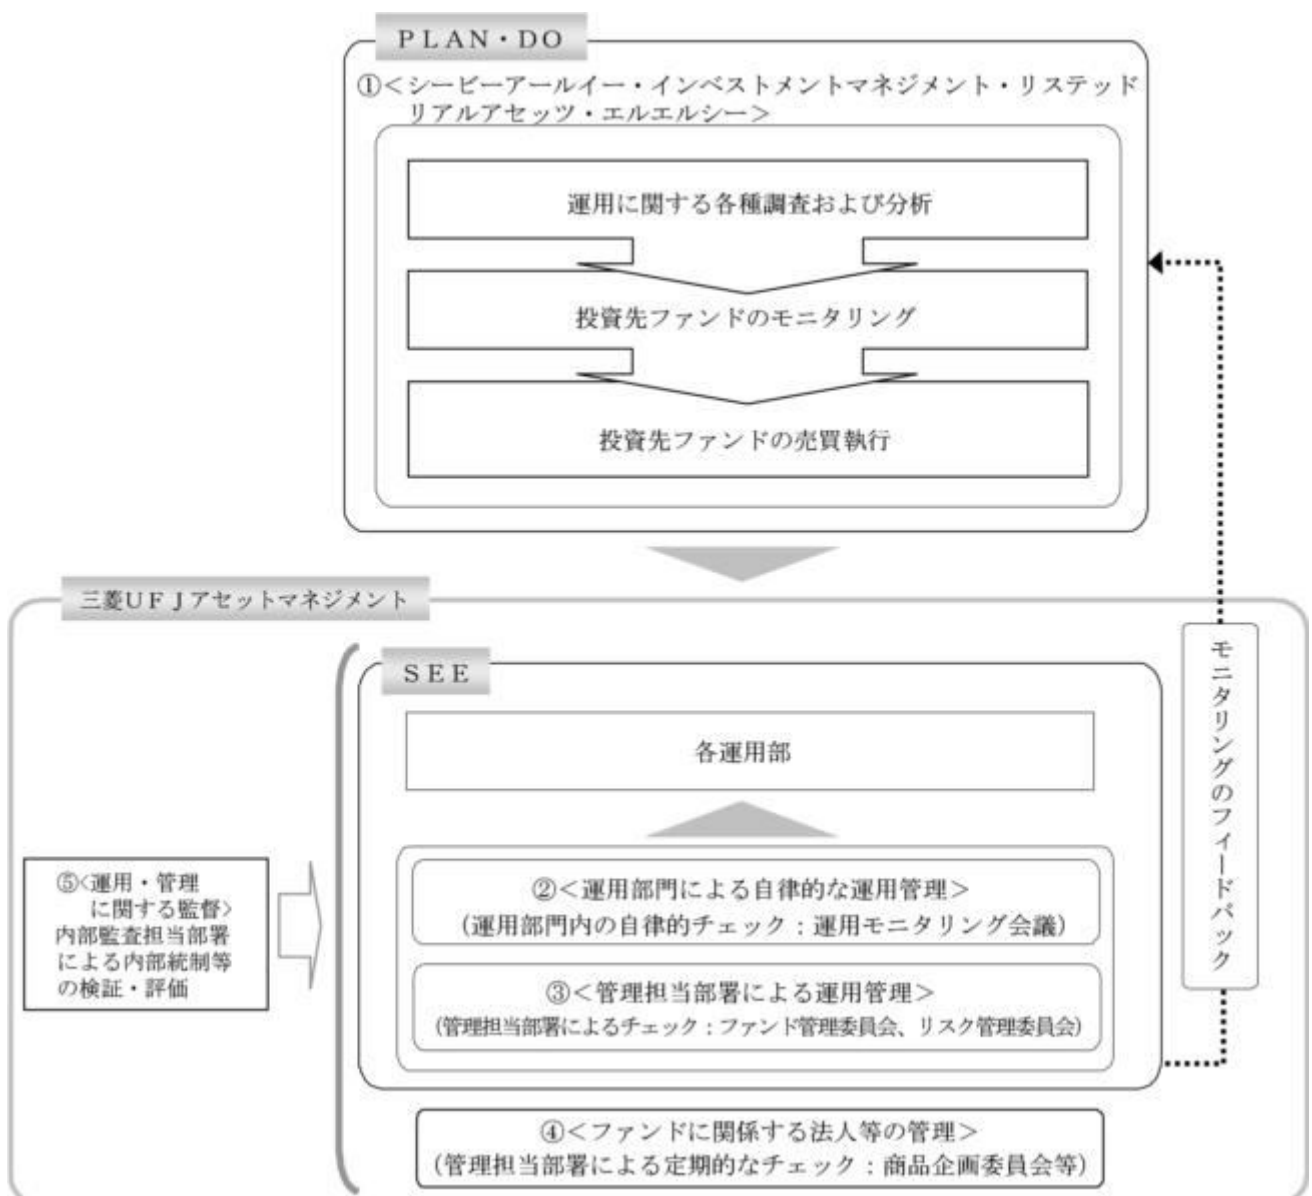 ＰＬＡＮ・ＤＯ
①＜シービーアールイー・インベストメントマネジメント・リステッド
リアルアセッツ・エルエルシー＞
運用に関する各種調査および分析
投資先ファンドのモニタリング
投資先ファンドの売買執行
三菱ＵＦＪアセットマネジメント
ＳＥＥ
各運用部
②＜運用部門による自律的な運用管理＞
(運用部門内の自律的チェック：運用モニタリング会議)
③＜管理担当部署による運用管理＞
(管理担当部署によるチェック：ファンド管理委員会、リスク管理委員会)
④＜ファンドに関係する法人等の管理＞
(管理担当部署による定期的なチェック：商品企画委員会等)
⑤<運用・管理
に関する監督>
内部監査担当部署
による内部統制等
の検証・評価
モニタリングのフィードバック